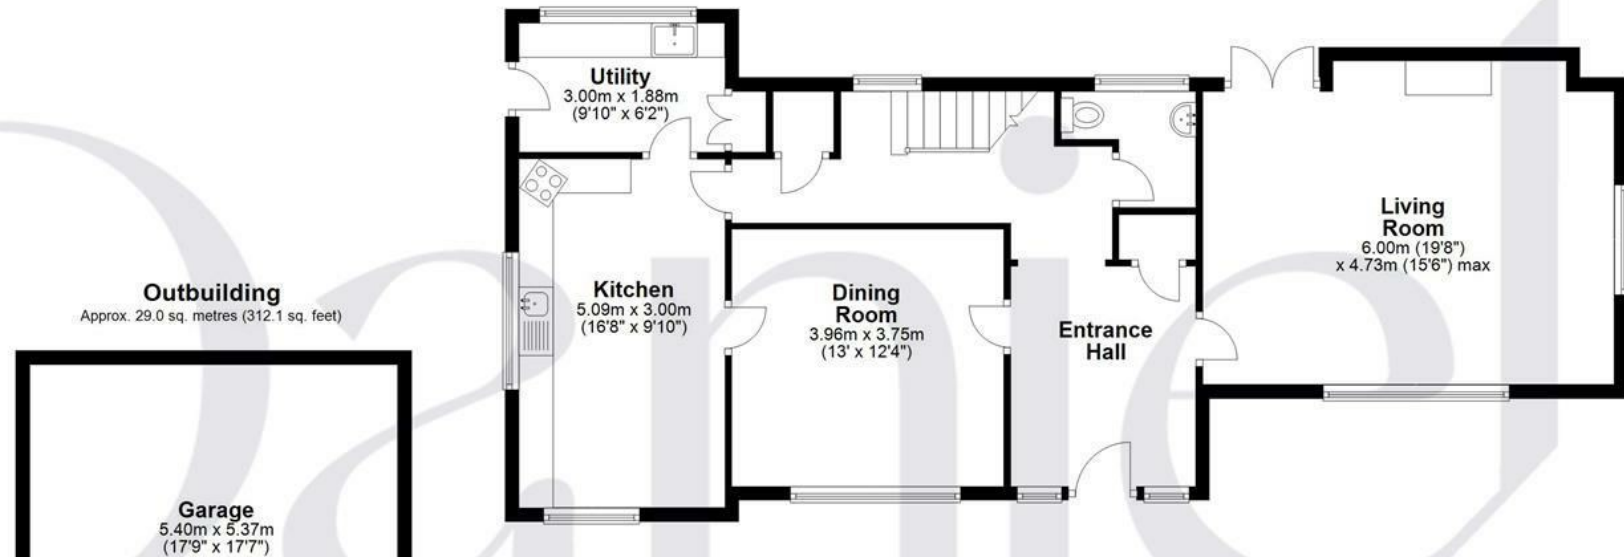 Utility
3.00m x 1.88m
(9'10" x 6'2")
Living
Room
6.00m (19'8")
x 4.73m (15'6") max
Outbuilding
Approx. 29.0 sq. metres (312.1 sq. feet)
Kitchen
5.09m x 3.00m
(16'8" x 9'10")
Dining
Room
3.96m x 3.75m
(13' x 12'4")
Entrance
Hall
Garage
5.40m x 5.37m
(17'9" x 17'7")
Daniel